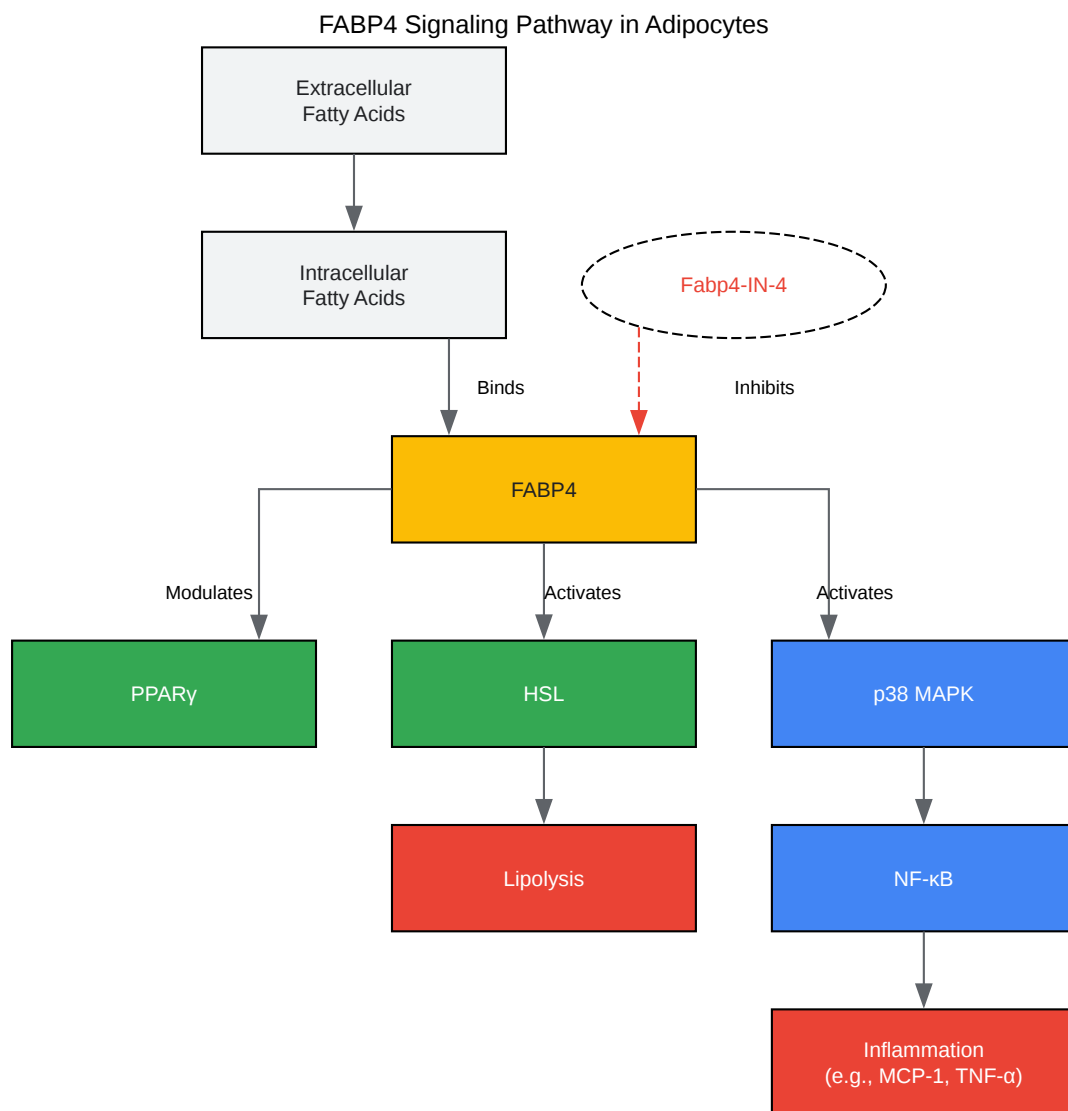 FABP4 Signaling Pathway in Adipocytes
Extracellular
Fatty Acids
Intracellular
Fatty Acids
Fabp4-IN-4
Binds
Inhibits
FABP4
Modulates
Activates
Activates
PPARγ
HSL
p38 MAPK
Lipolysis
NF-κB
Inflammation
(e.g., MCP-1, TNF-α)